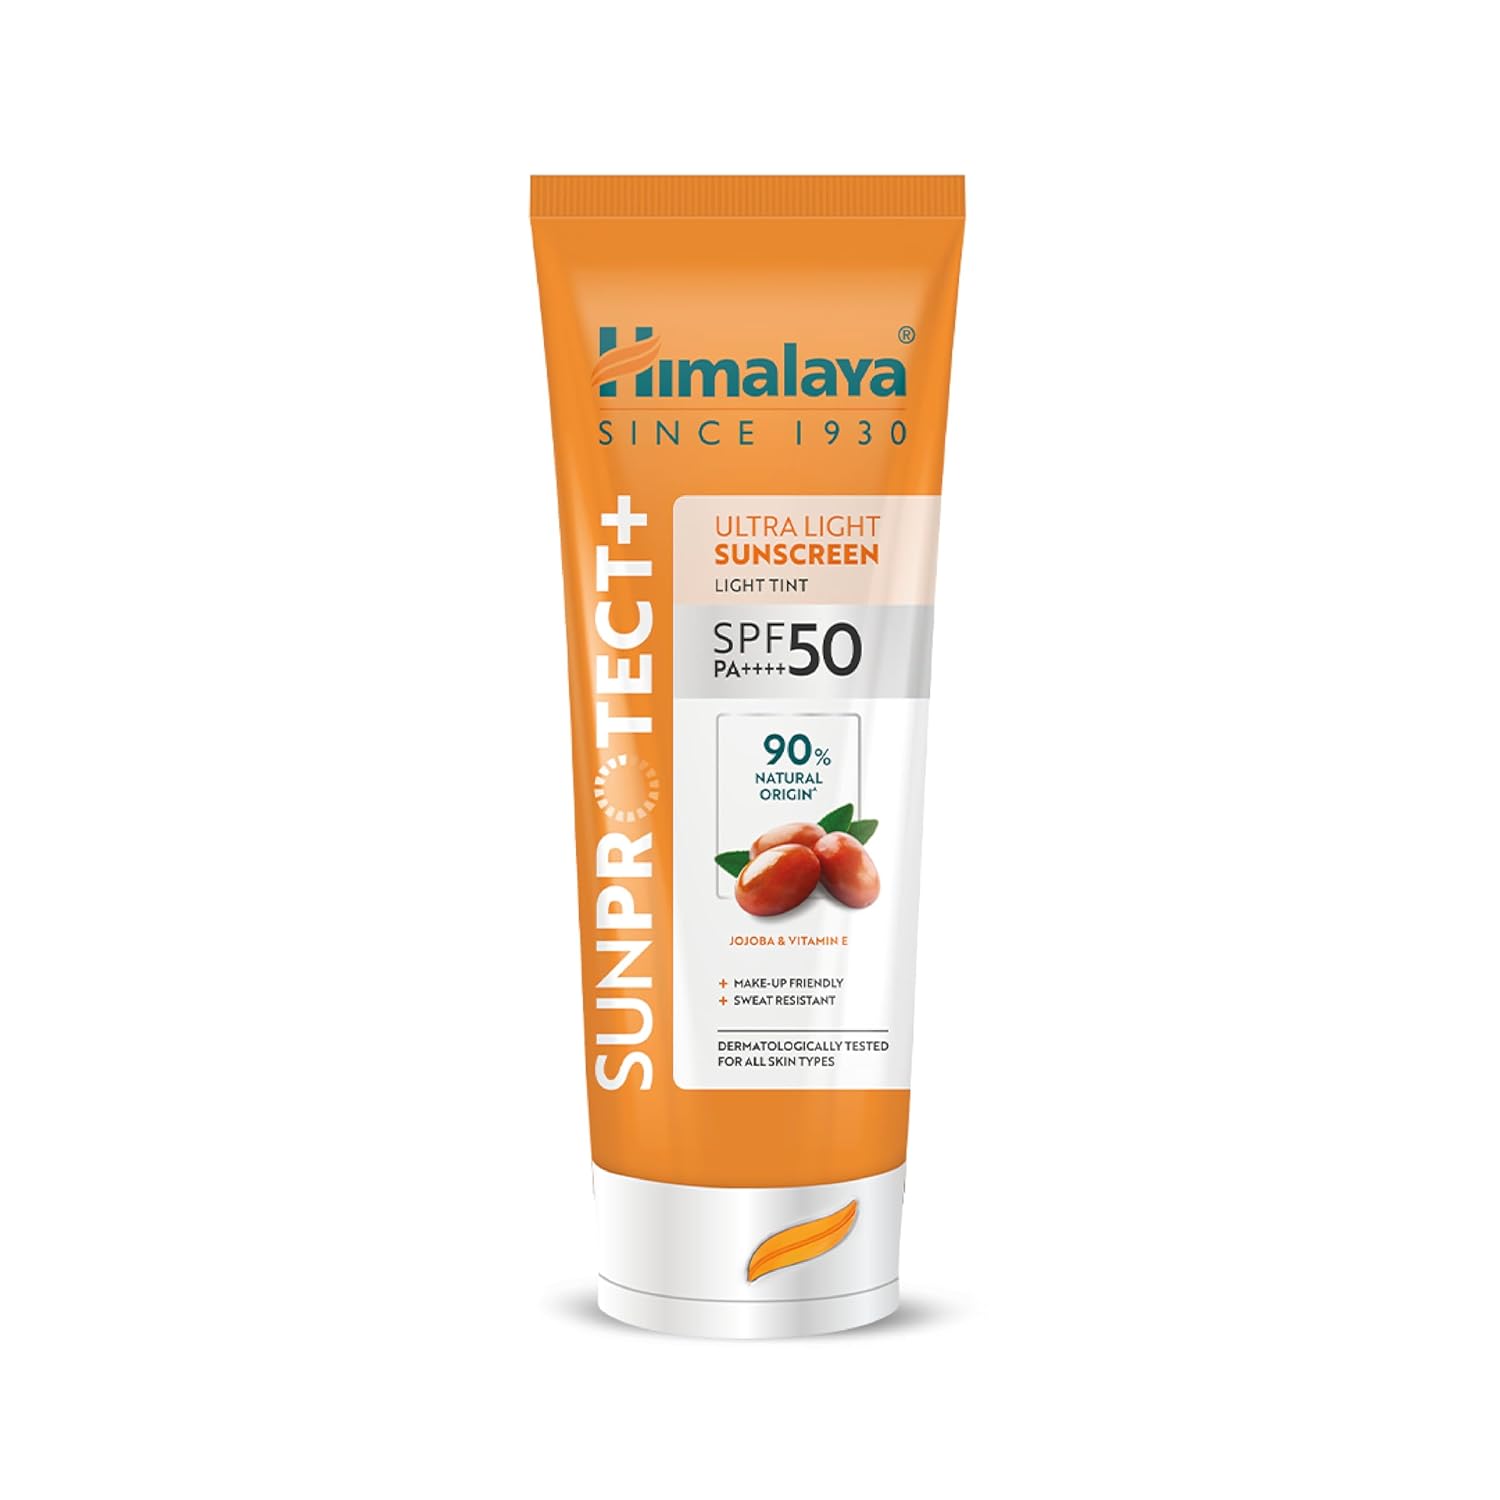 Himalaya®
SINCE 1930
SUNPROTECT+
ULTRA LIGHT
SUNSCREEN
LIGHT TINT
SPF 50
PA++++
90%
NATURAL
ORIGIN^
JOJOBA & VITAMIN E
+ MAKE-UP FRIENDLY
+ SWEAT RESISTANT
DERMATOLOGICALLY TESTED
FOR ALL SKIN TYPES